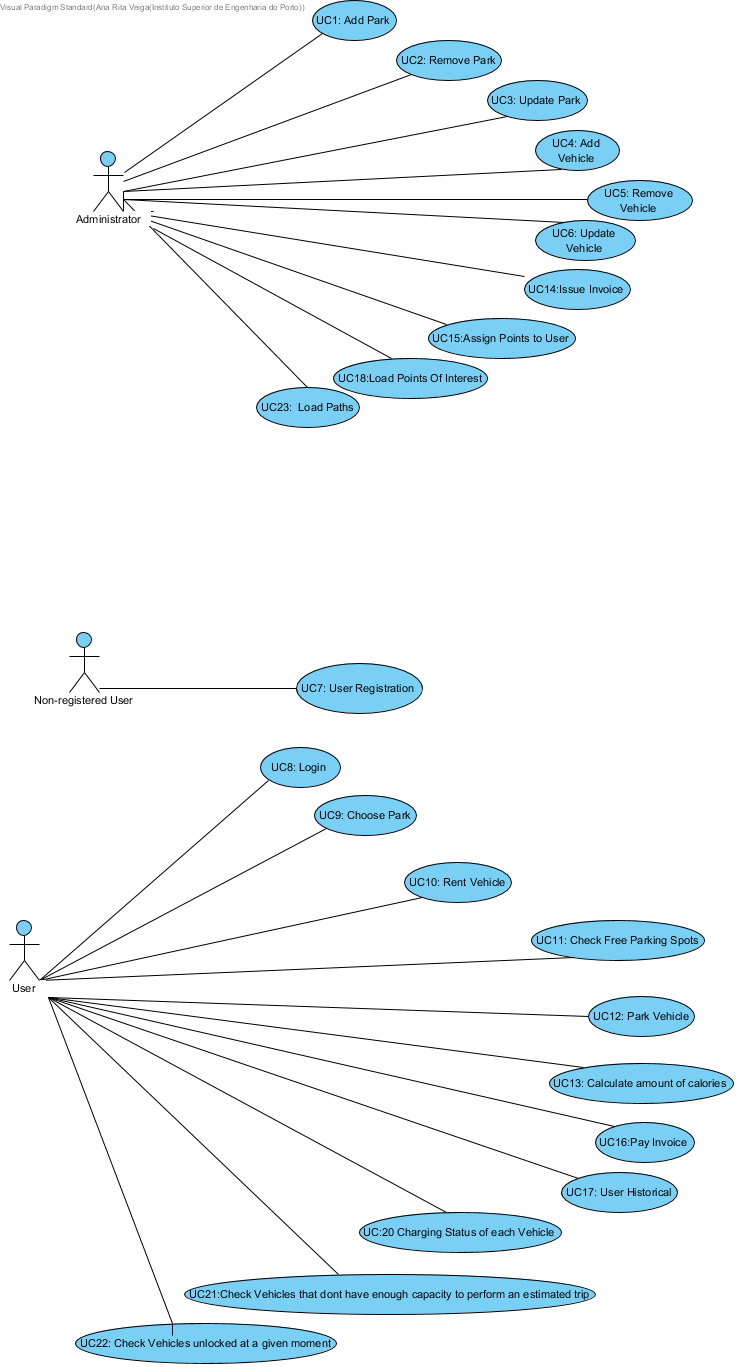 Visual Paradigm Standard(Ana Rita Veiga(Instituto Superior de Engenharia do Porto))
UC1: Add Park
UC2: Remove Park
UC3: Update Park
UC4: Add
Vehicle
UC5: Remove
Vehicle
Administrator
UC6: Update
Vehicle
UC14:Issue Invoice
UC15:Assign Points to User
UC18:Load Points Of Interest
UC23:  Load Paths
Non-registered User
UC7: User Registration
UC8: Login
UC9: Choose Park
UC10: Rent Vehicle
UC11: Check Free Parking Spots
User
UC12: Park Vehicle
UC13: Calculate amount of calories
UC16:Pay Invoice
UC17: User Historical
UC:20 Charging Status of each Vehicle
UC21:Check Vehicles that dont have enough capacity to perform an estimated trip
UC22: Check Vehicles unlocked at a given moment